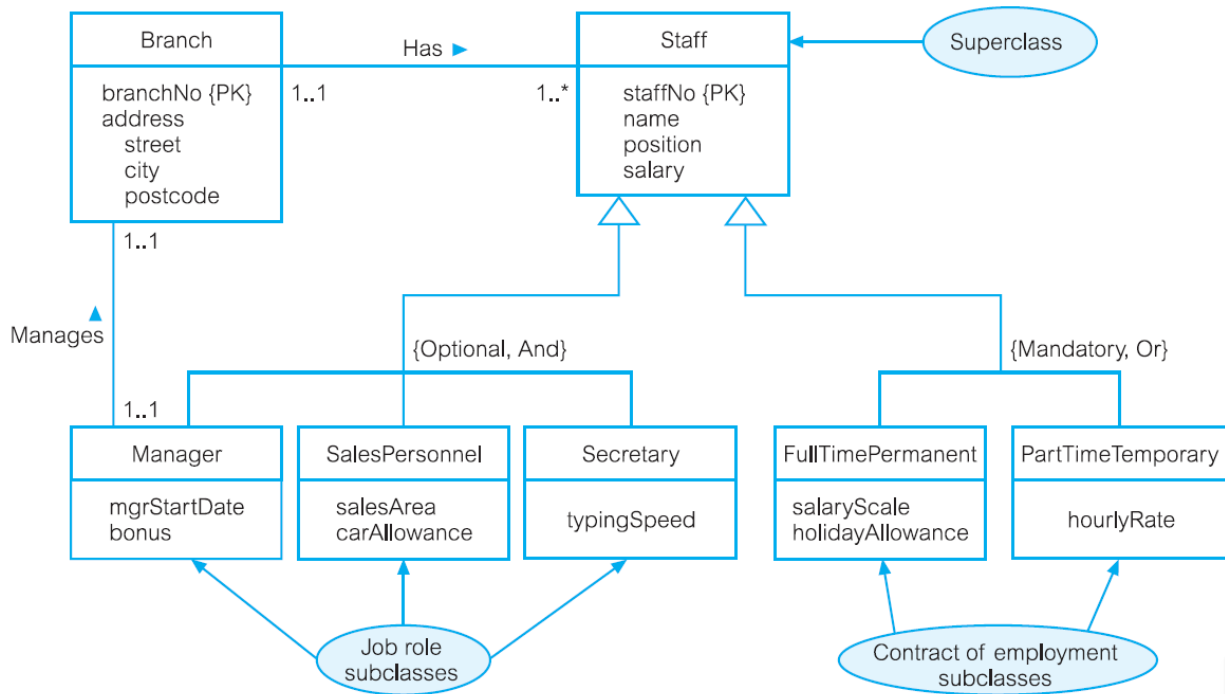 Branch
Has ►
Staff
Superclass
branchNo {PK}
address
street
city
postcode
1..1
1..*
staffNo {PK}
name
position
salary
1..1
▲
Manages
{Optional, And}
{Mandatory, Or}
1..1
Manager
SalesPersonnel
Secretary
FullTimePermanent
PartTimeTemporary
mgrStartDate
bonus
salesArea
carAllowance
typingSpeed
salaryScale
holidayAllowance
hourlyRate
Job role
subclasses
Contract of employment
subclasses